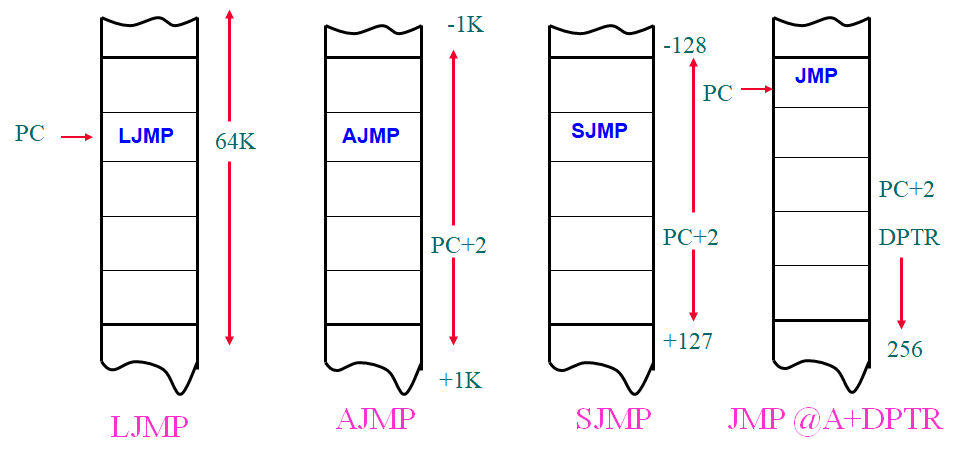 PC
LJMP
64K
LJMP
-1K
AJMP
PC+2
+1K
AJMP
-128
SJMP
PC+2
+127
SJMP
JMP
PC
PC+2
DPTR
256
JMP @A+DPTR